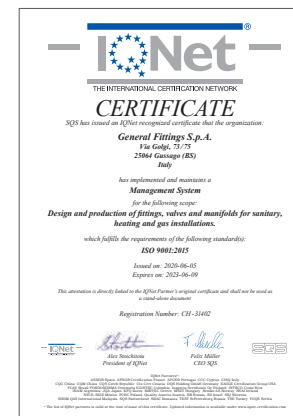 IQNet
®
THE INTERNATIONAL CERTIFICATION NETWORK
CERTIFICATE
SQS has issued an IQNet recognized certificate that the organization:
General Fittings S.p.A.
Via Golgi, 73/75
25064 Gussago (BS)
Italy
has implemented and maintains a
Management System
for the following scope:
Design and production of fittings, valves and manifolds for sanitary,
heating and gas installations.
which fulfills the requirements of the following standard(s):
ISO 9001:2015
Issued on: 2020-06-05
Expires on: 2023-06-09
This attestation is directly linked to the IQNet Partner's original certificate and shall not be used as
a stand-alone document
Registration Number: CH-31402
IQNet
SQS
Alex Stoichitoiu
President of IQNet
Felix Müller
CEO SQS
IQNet Partners*: